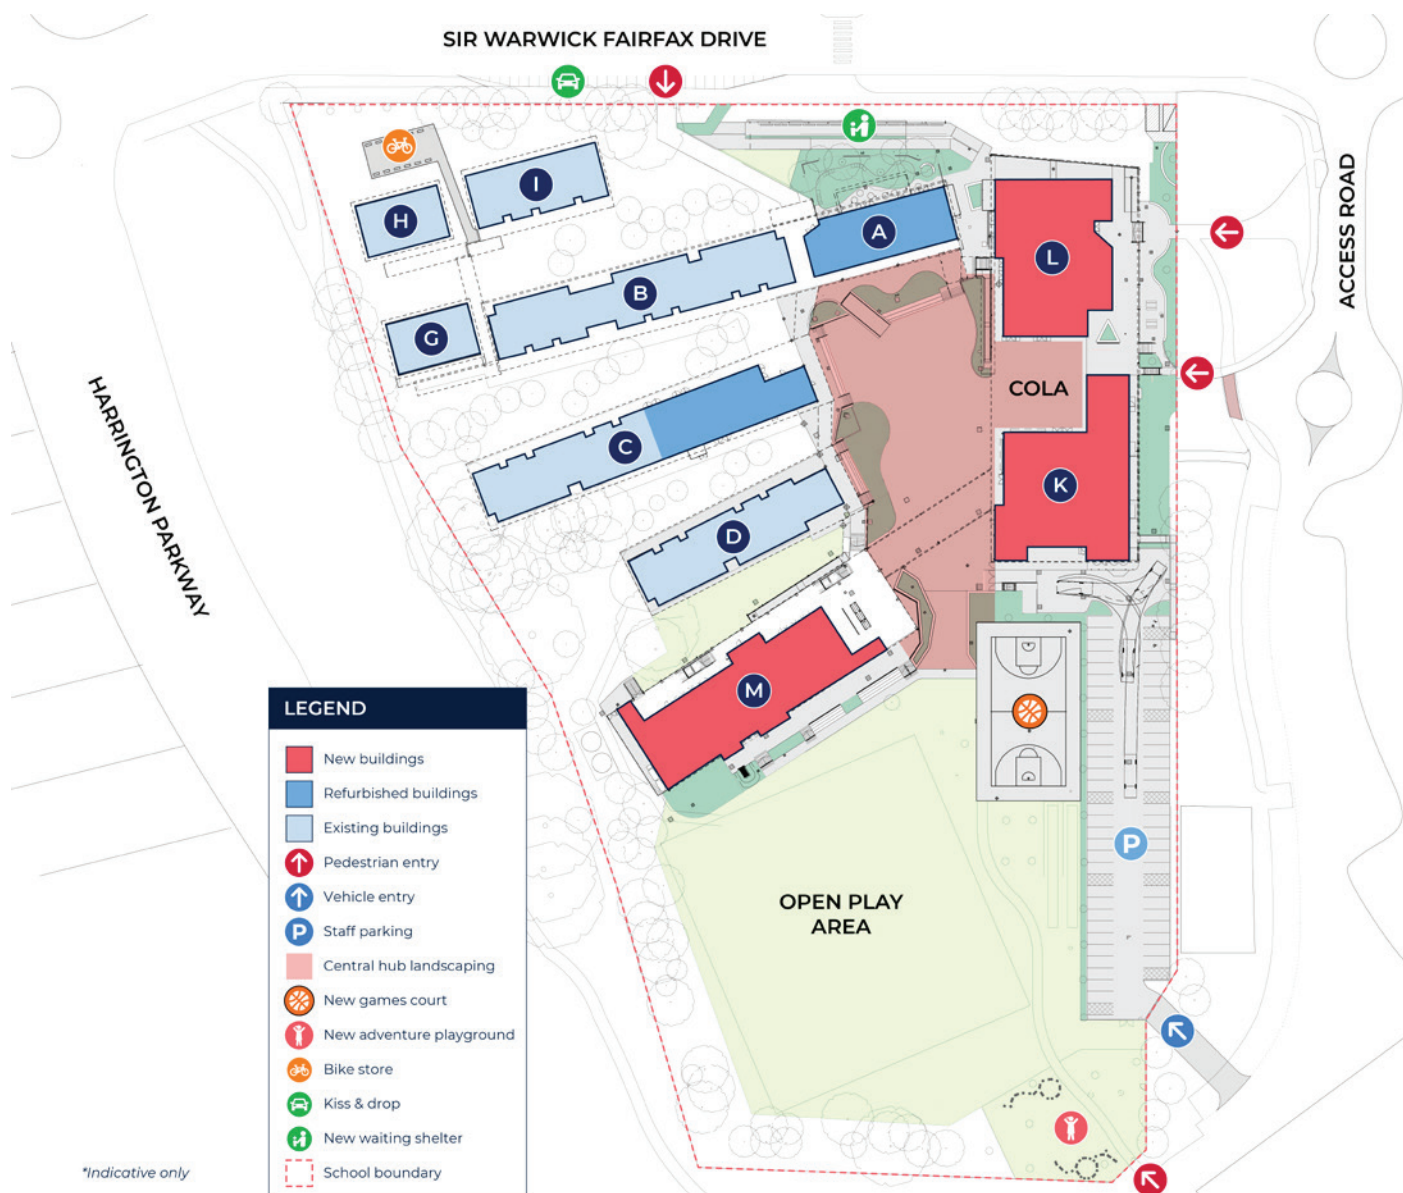 SIR WARWICK FAIRFAX DRIVE
I
H
A
L
B
G
ACCESS ROAD
COLA
HARRINGTON PARKWAY
C
K
D
M
P
OPEN PLAY
AREA
LEGEND
New buildings
Refurbished buildings
Existing buildings
Pedestrian entry
Vehicle entry
P
Staff parking
Central hub landscaping
New games court
New adventure playground
Bike store
Kiss & drop
New waiting shelter
School boundary
*Indicative only